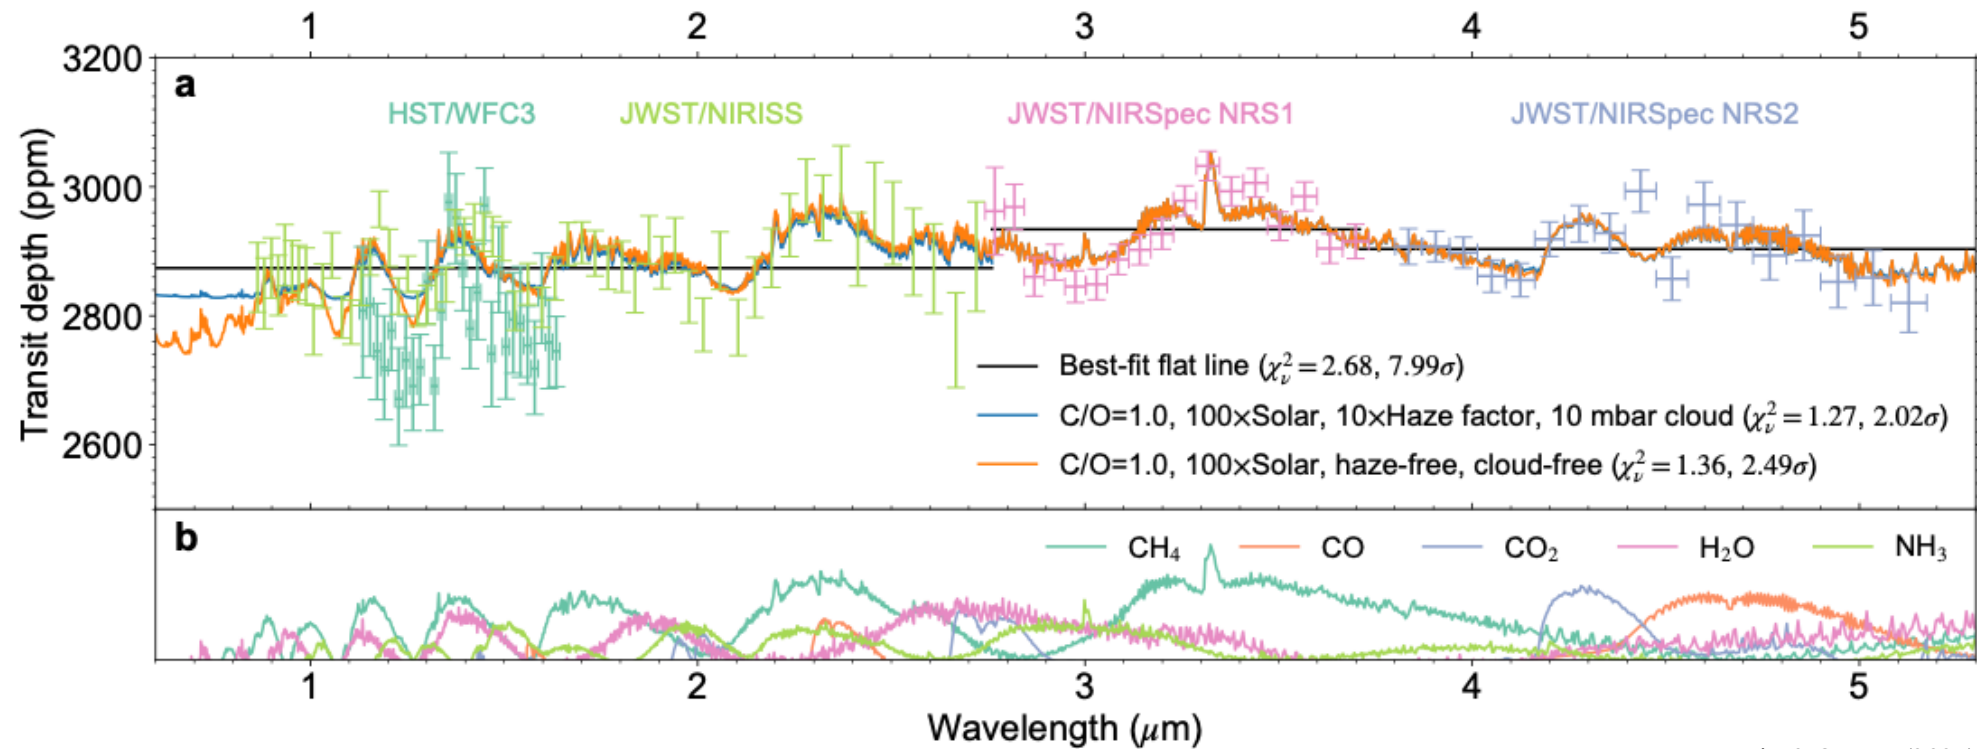 1 2 3 4 5
3200
a
HST/WFC3 JWST/NIRISS JWST/NIRSpec NRS1 JWST/NIRSpec NRS2
3000
2800
2600
Transit depth (ppm)
Best-fit flat line (χ²ᵥ = 2.68, 7.99σ)
C/O=1.0, 100×Solar, 10×Haze factor, 10 mbar cloud (χ²ᵥ = 1.27, 2.02σ)
C/O=1.0, 100×Solar, haze-free, cloud-free (χ²ᵥ = 1.36, 2.49σ)
b
CH₄ CO CO₂ H₂O NH₃
1 2 3 4 5
Wavelength (μm)